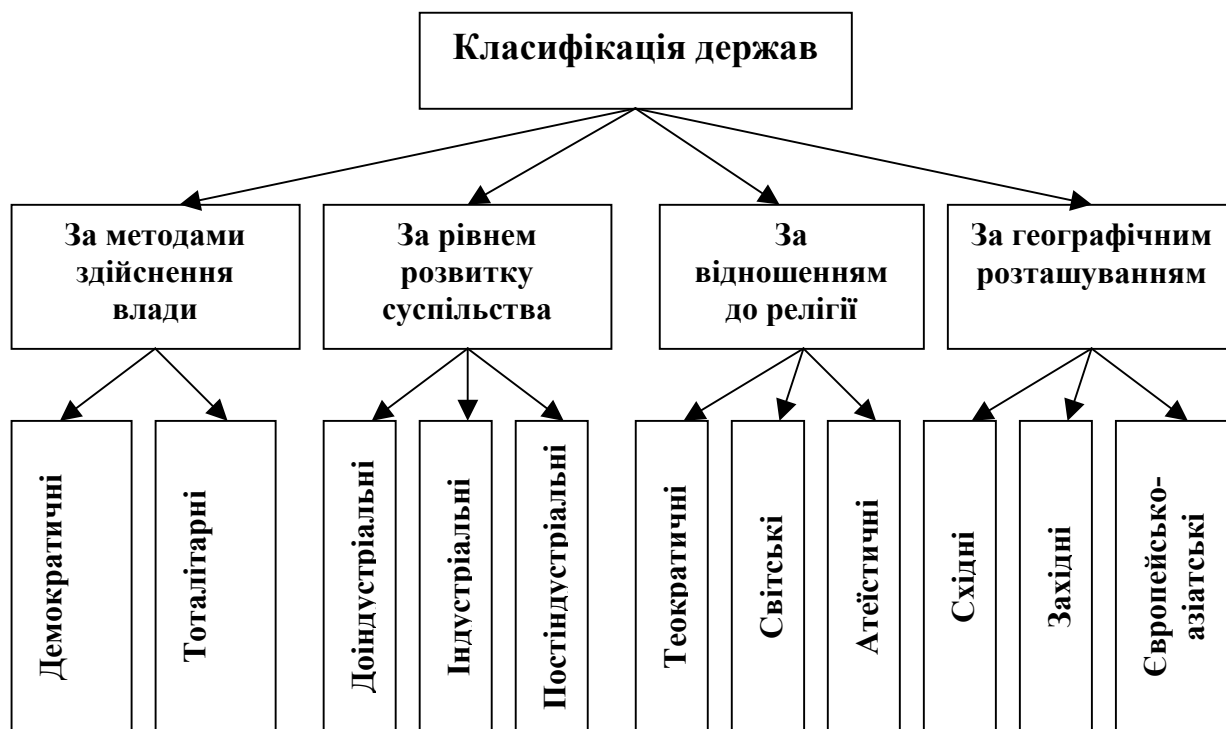 Класифікація держав
За методами
здійснення
влади
За рівнем
розвитку
суспільства
За
відношенням
до релігії
За географічним
розташуванням
Демократичні
Тоталітарні
Доіндустріальні
Індустріальні
Постіндустріальні
Теократичні
Світські
Атеїстичні
Східні
Західні
Європейсько-
азіатські